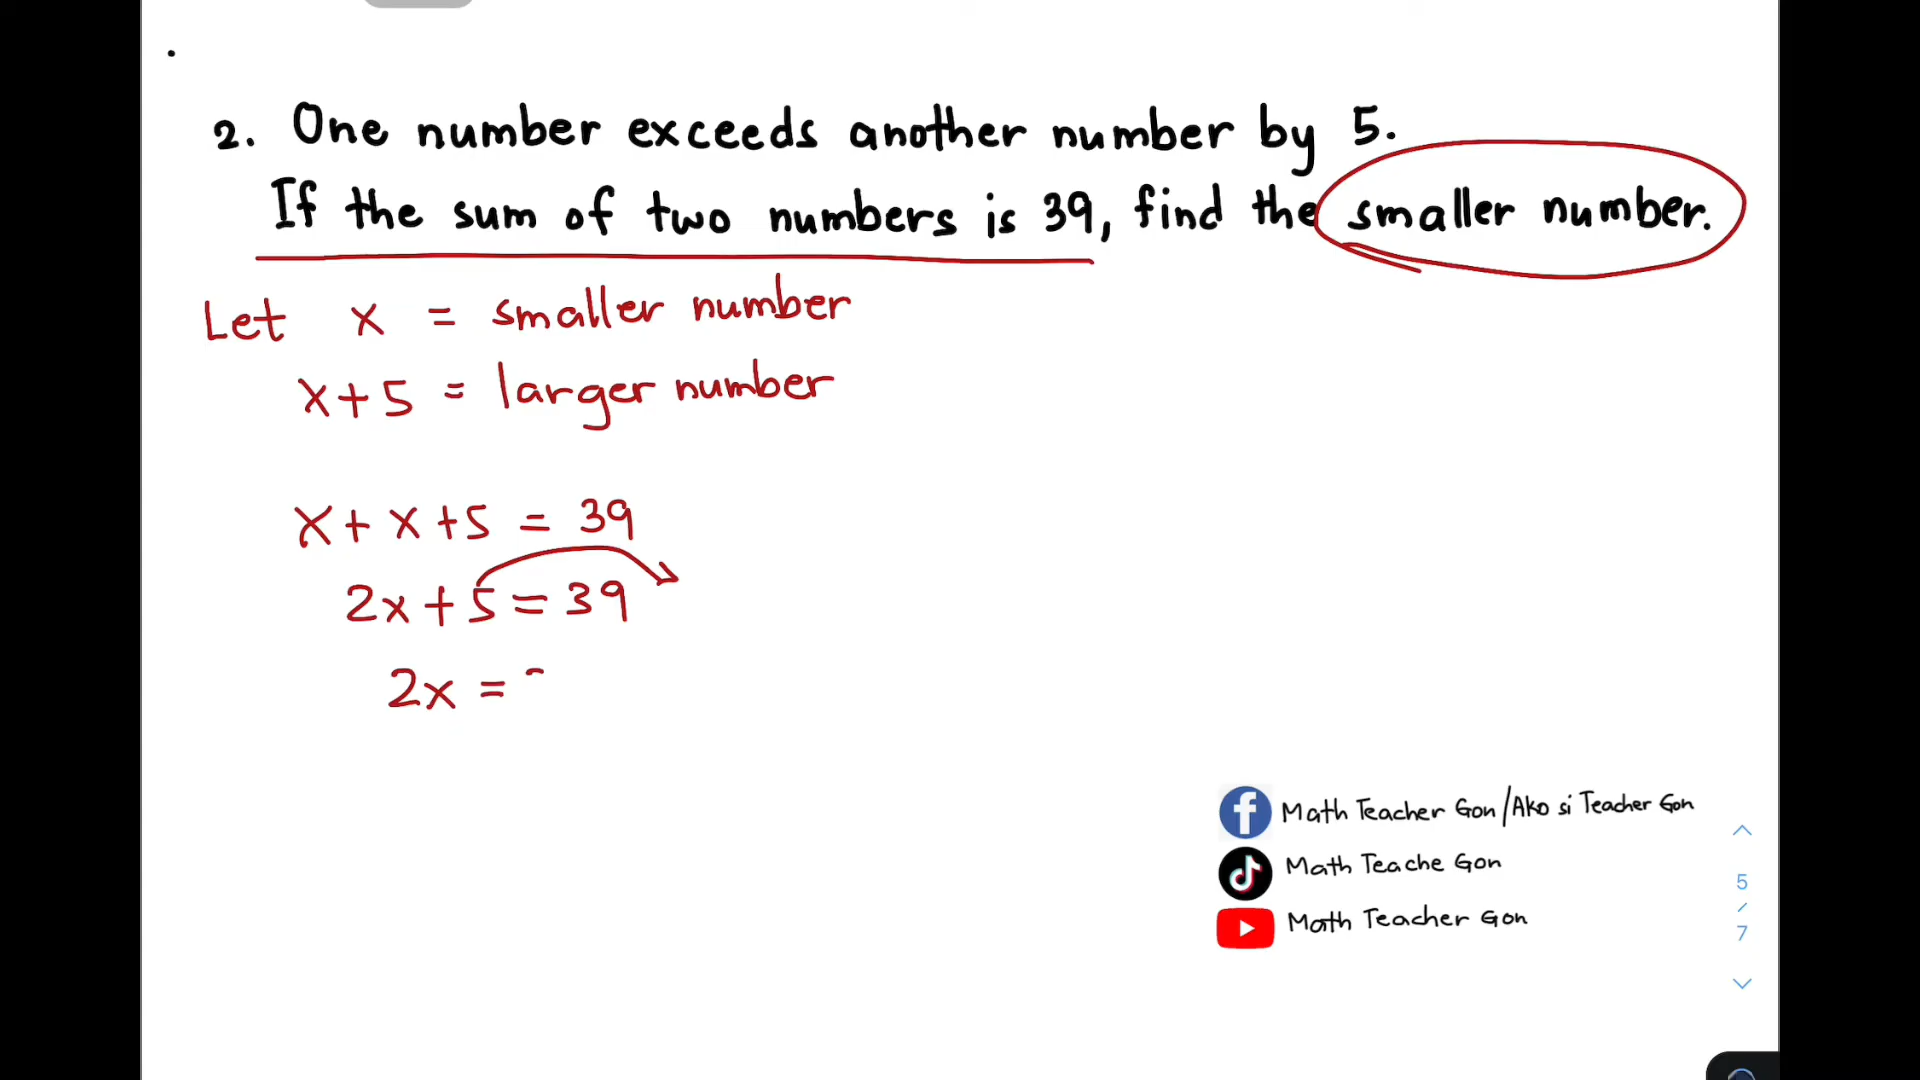 2. One number exceeds another number by 5.
If the sum of two numbers is 39, find the smaller number.
Let x = smaller number
x+5 = larger number
x + x +5 = 39
2x + 5 = 39
2x =
Math Teacher Gon/Ako si Teacher Gon
Math Teache Gon
Math Teacher Gon
5
/
7